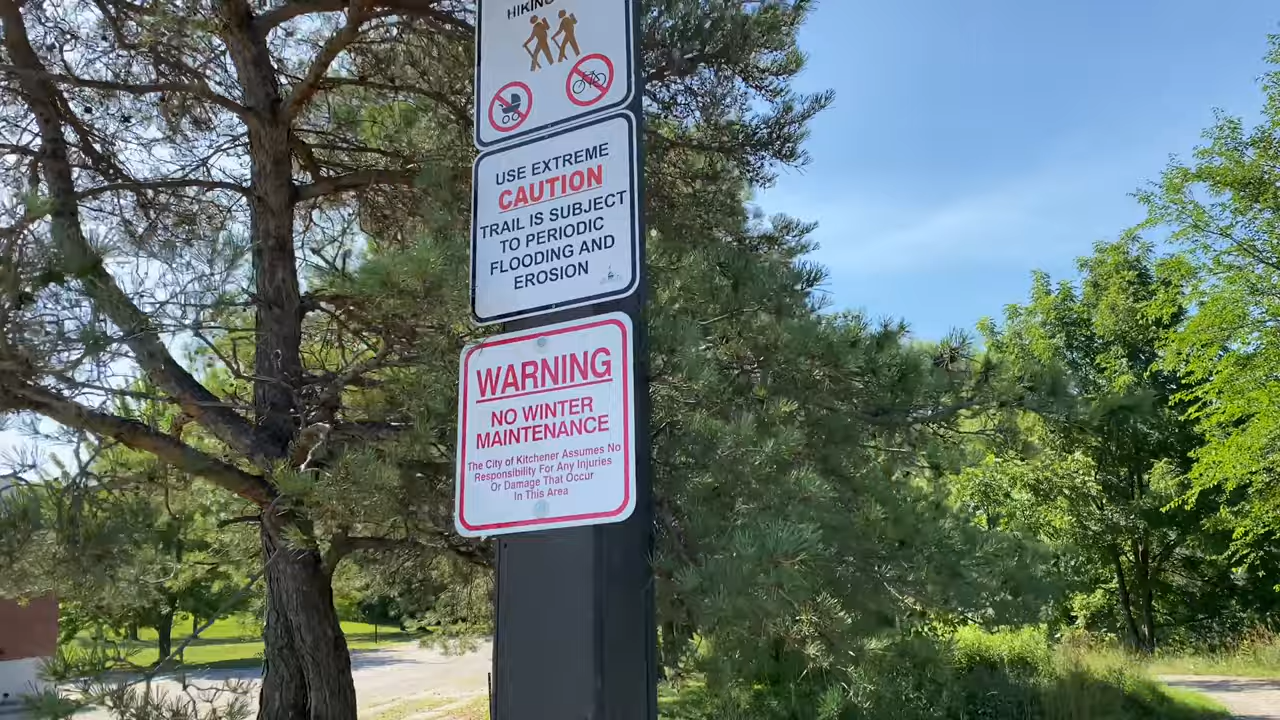 HIKING
USE EXTREME
CAUTION
TRAIL IS SUBJECT
TO PERIODIC
FLOODING AND
EROSION
WARNING
NO WINTER
MAINTENANCE
The City of Kitchener Assumes No
Responsibility For Any Injuries
Or Damage That Occur
In This Area